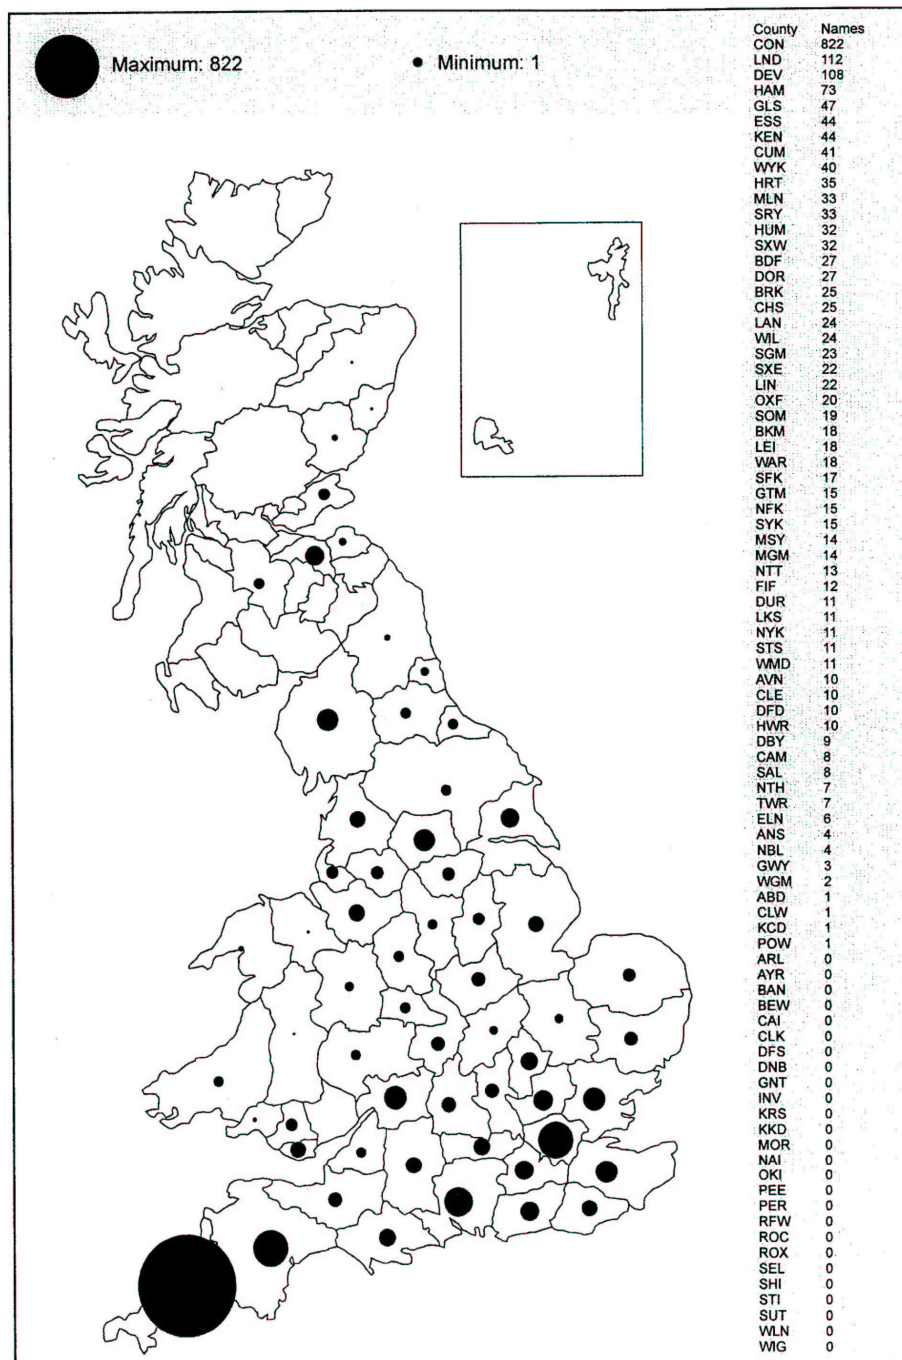 Maximum: 822
Minimum: 1
County Names
CON 822
LND 112
DEV 108
HAM 73
GLS 47
ESS 44
KEN 44
CUM 41
WYK 40
HRT 35
MLN 33
SRY 33
HUM 32
SXW 32
BDF 27
DOR 27
BRK 25
CHS 25
LAN 24
WIL 24
SGM 23
SXE 22
LIN 22
OXF 20
SOM 19
BKM 18
LEI 18
WAR 18
SFK 17
GTM 15
NFK 15
SYK 15
MSY 14
MGM 14
NTT 13
FIF 12
DUR 11
LKS 11
NYK 11
STS 11
WMD 11
AVN 10
CLE 10
DFD 10
HWR 10
DBY 9
CAM 8
SAL 8
NTH 7
TWR 7
ELN 6
ANS 4
NBL 4
GWY 3
WGM 2
ABD 1
CLW 1
KCD 1
POW 1
ARL 0
AYR 0
BAN 0
BEW 0
CAI 0
CLK 0
DFS 0
DNB 0
GNT 0
INV 0
KRS 0
KKD 0
MOR 0
NAI 0
OKI 0
PEE 0
PER 0
RFW 0
ROC 0
ROX 0
SEL 0
SHI 0
STI 0
SUT 0
WLN 0
WIG 0